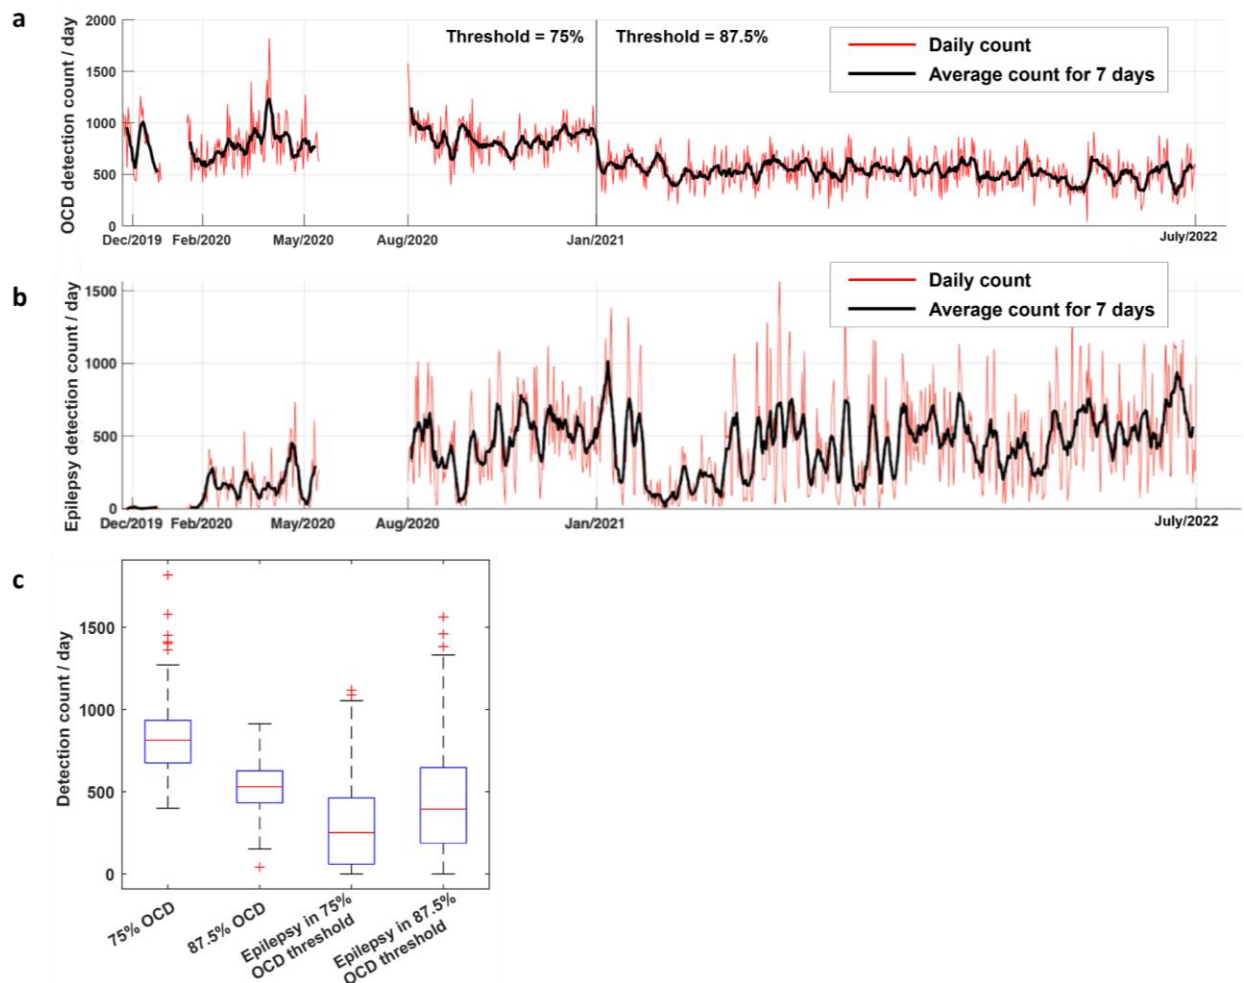 a
OCD detection count / day
2000
1500
1000
500
0
Threshold = 75%
Threshold = 87.5%
Daily count
Average count for 7 days
Dec/2019 Feb/2020 May/2020 Aug/2020 Jan/2021 July/2022
b
Epilepsy detection count / day
1500
1000
500
0
Daily count
Average count for 7 days
Dec/2019 Feb/2020 May/2020 Aug/2020 Jan/2021 July/2022
c
Detection count / day
1500
1000
500
0
75% OCD
87.5% OCD
Epilepsy in 75%
OCD threshold
Epilepsy in 87.5%
OCD threshold